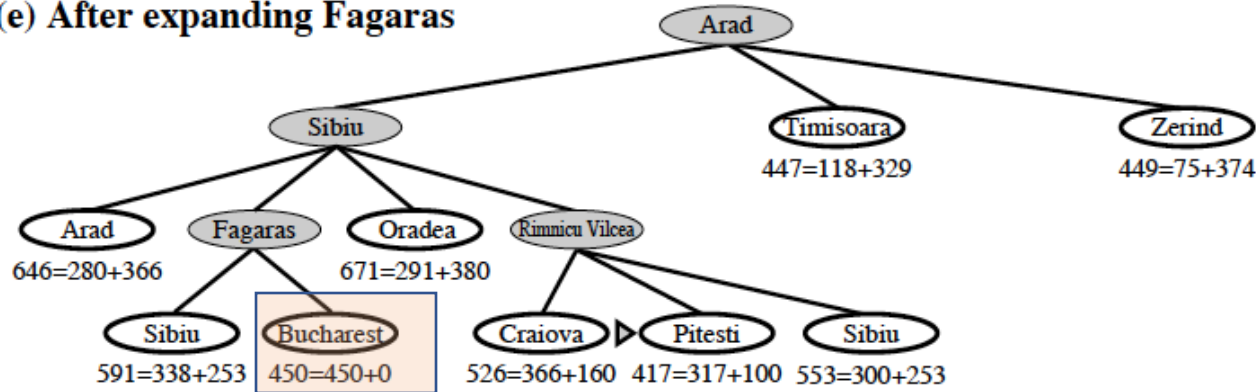 (e) After expanding Fagaras
Arad
Sibiu
Timisoara
Zerind
447=118+329
449=75+374
Arad
Fagaras
Oradea
Rimnicu Vilcea
646=280+366
671=291+380
Sibiu
Bucharest
Craiova
Pitesti
Sibiu
591=338+253
450=450+0
526=366+160
417=317+100
553=300+253